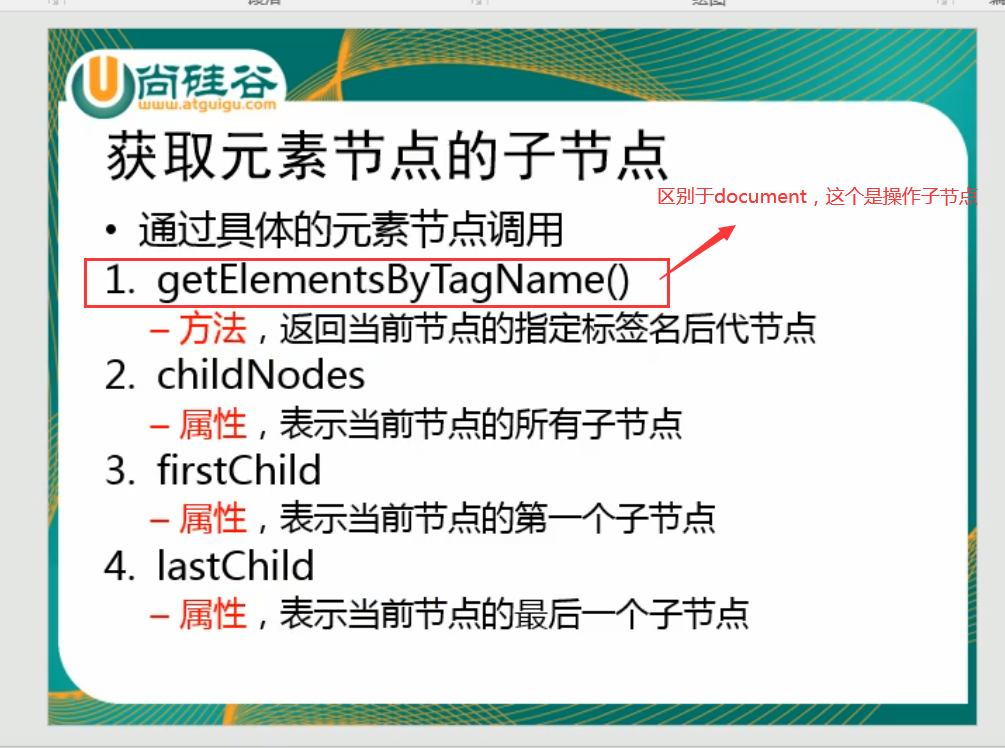 段落
绘图
尚硅谷
www.atguigu.com
获取元素节点的子节点
区别于document，这个是操作子节点
• 通过具体的元素节点调用
1. getElementsByTagName()
– 方法，返回当前节点的指定标签名后代节点
2. childNodes
– 属性，表示当前节点的所有子节点
3. firstChild
– 属性，表示当前节点的第一个子节点
4. lastChild
– 属性，表示当前节点的最后一个子节点